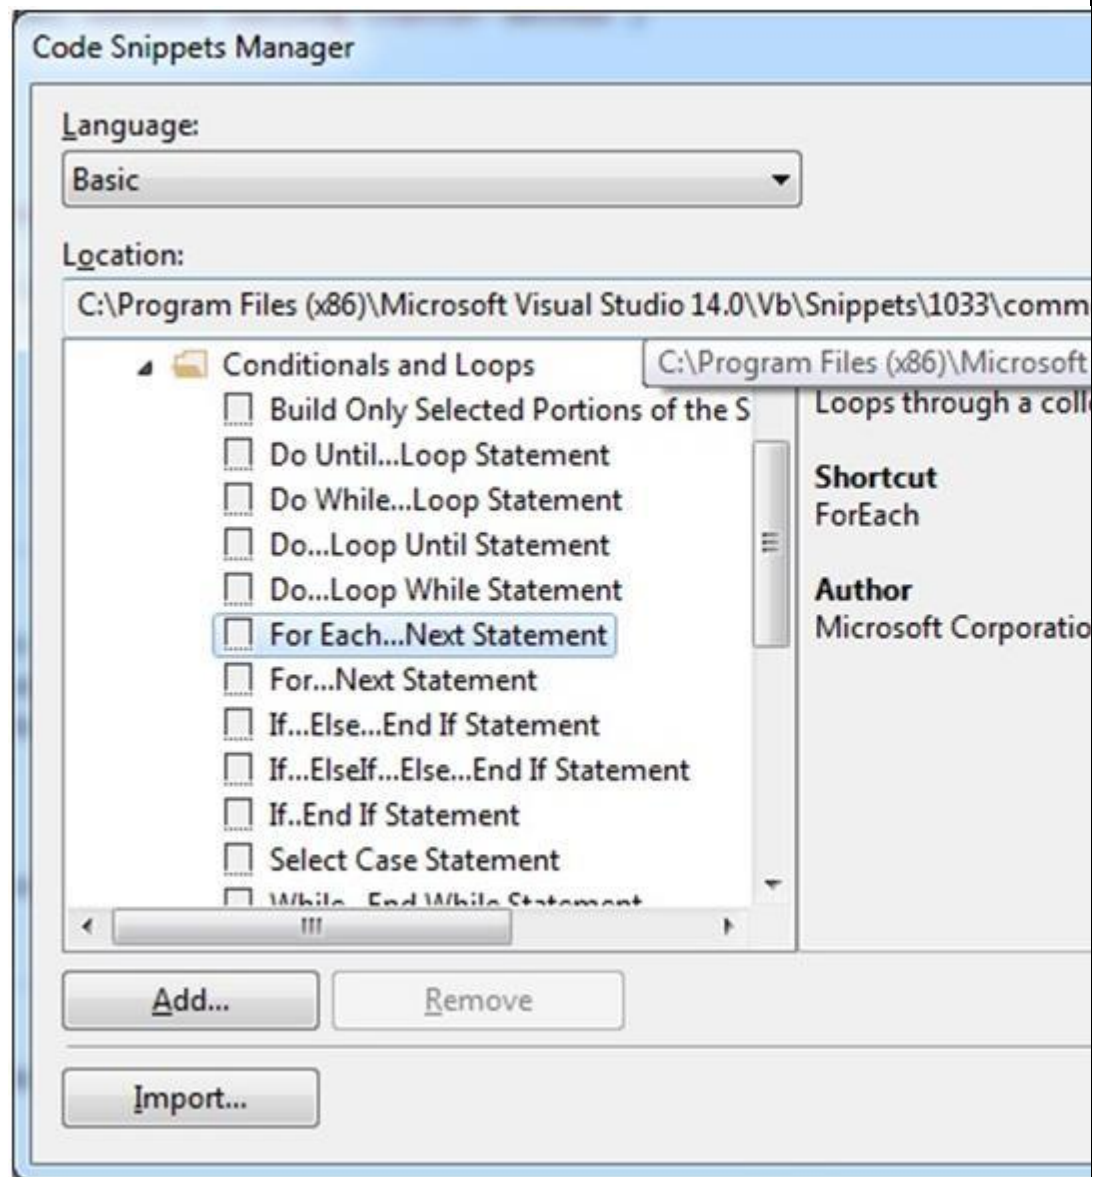 Code Snippets Manager
Language:
Basic
Location:
C:\Program Files (x86)\Microsoft Visual Studio 14.0\Vb\Snippets\1033\comm
Conditionals and Loops
C:\Program Files (x86)\Microsoft
Build Only Selected Portions of the S
Loops through a coll
Do Until...Loop Statement
Do While...Loop Statement
Do...Loop Until Statement
Do...Loop While Statement
For Each...Next Statement
For...Next Statement
If...Else...End If Statement
If...ElseIf...Else...End If Statement
If..End If Statement
Select Case Statement
While...End While Statement
Shortcut
ForEach
Author
Microsoft Corporatio
Add...
Remove
Import...